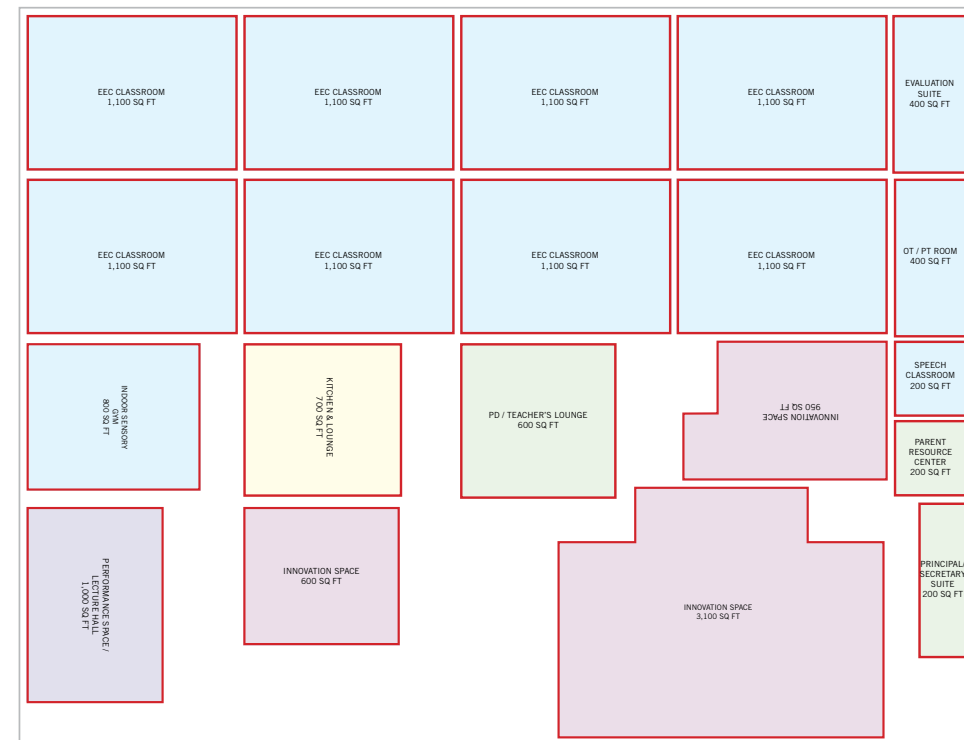 EEC CLASSROOM
1,100 SQ FT
EEC CLASSROOM
1,100 SQ FT
EEC CLASSROOM
1,100 SQ FT
EEC CLASSROOM
1,100 SQ FT
EVALUATION
SUITE
400 SQ FT
EEC CLASSROOM
1,100 SQ FT
EEC CLASSROOM
1,100 SQ FT
EEC CLASSROOM
1,100 SQ FT
EEC CLASSROOM
1,100 SQ FT
OT / PT ROOM
400 SQ FT
INDOOR SENSORY
GYM
800 SQ FT
KITCHEN & LOUNGE
700 SQ FT
PD / TEACHER'S LOUNGE
600 SQ FT
INNOVATION SPACE
950 SQ FT
SPEECH
CLASSROOM
200 SQ FT
PARENT
RESOURCE
CENTER
200 SQ FT
PERFORMANCE SPACE /
LECTURE HALL
1,000 SQ FT
INNOVATION SPACE
600 SQ FT
INNOVATION SPACE
3,100 SQ FT
PRINCIPAL/
SECRETARY
SUITE
200 SQ FT